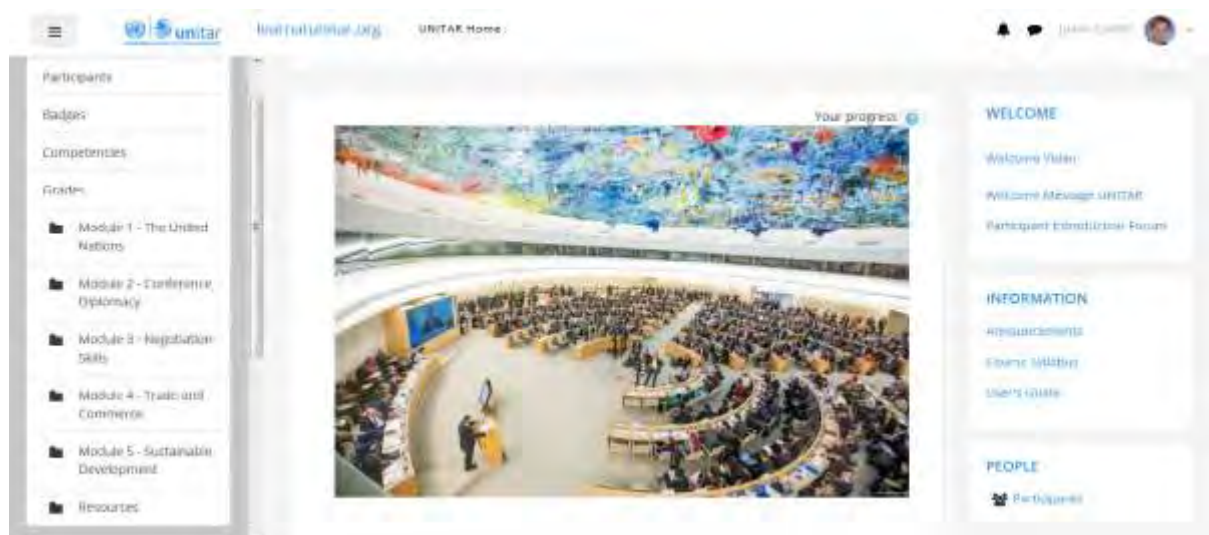 unitar
UNITAR Home
Participants
Badges
Competencies
Grades
Module 1 - The United
Nations
Module 2 - Conference
Diplomacy
Module 3 - Negotiation
Skills
Module 4 - Trade and
Commerce
Module 5 - Sustainable
Development
Resources
Your progress
WELCOME
Welcome Video
Welcome Message UNITAR
Participant Introduction Forum
INFORMATION
Announcements
Course Syllabus
User's Guide
PEOPLE
Participants